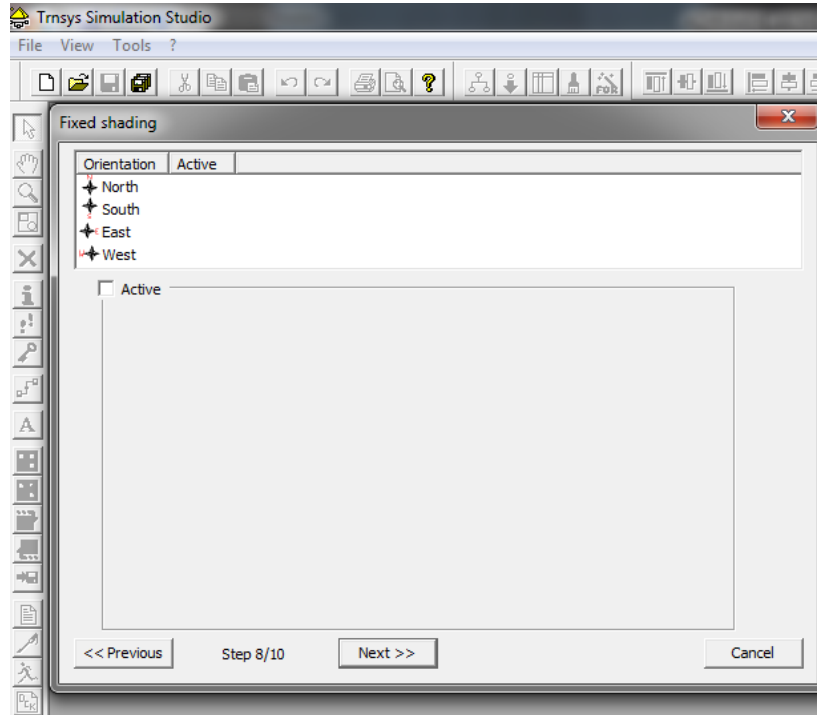 Trnsys Simulation Studio
File View Tools ?
Fixed shading
Orientation Active
North
South
East
West
Active
<< Previous Step 8/10 Next >> Cancel